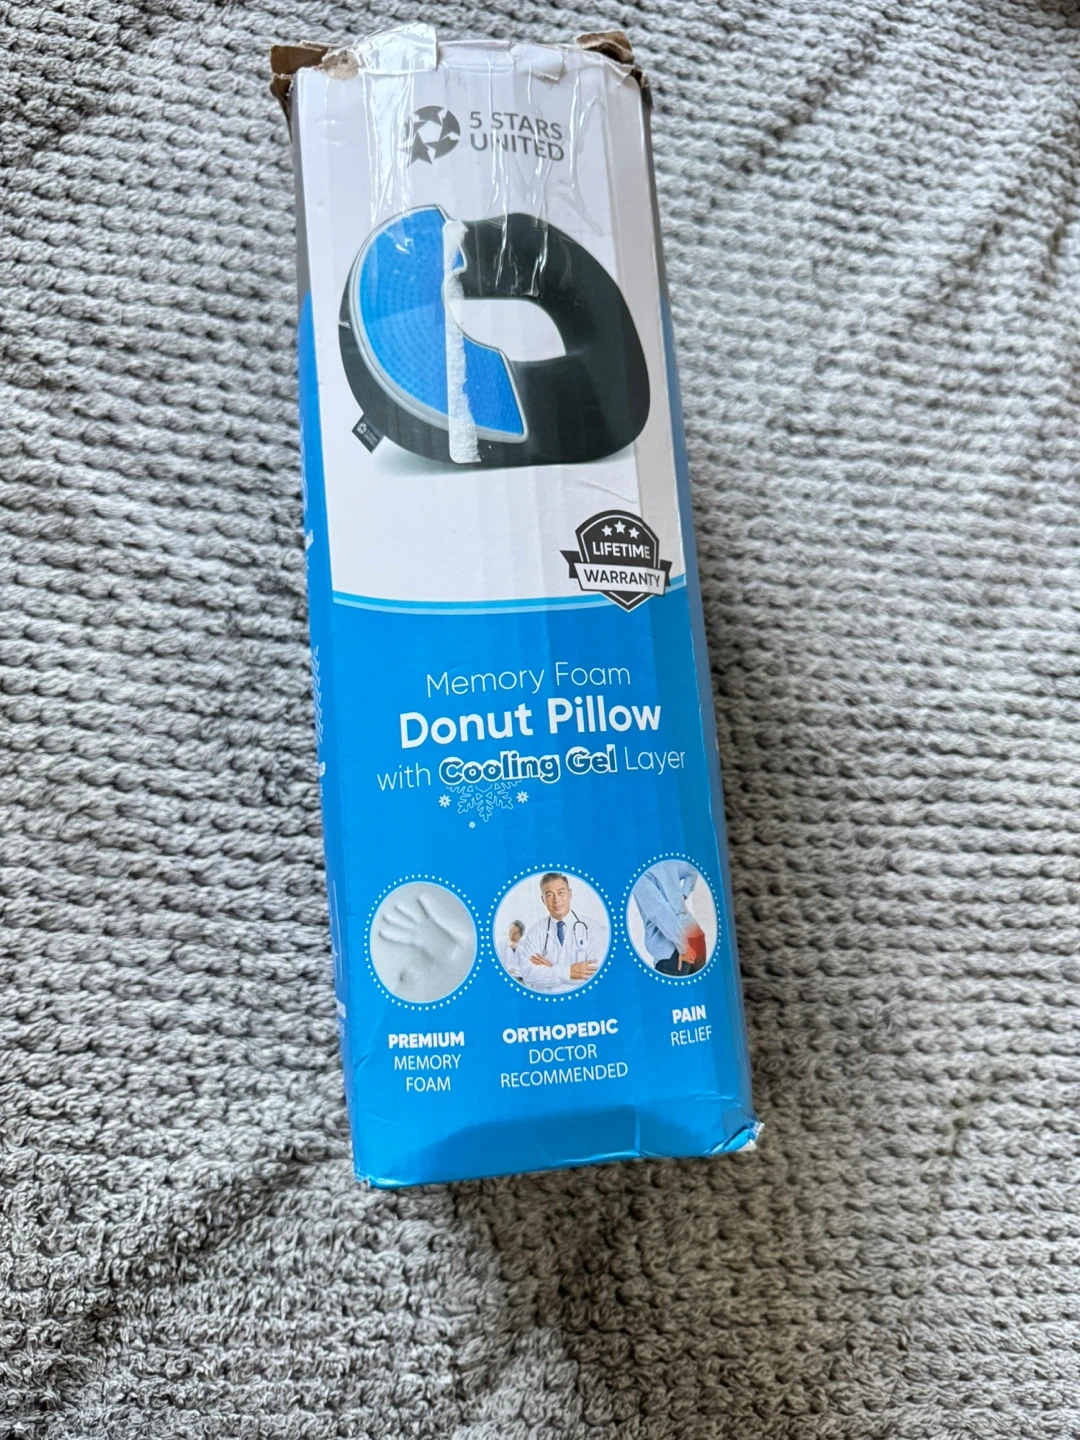 5 STARS
UNITED
LIFETIME
WARRANTY
Memory Foam
Donut Pillow
with Cooling Gel Layer
PREMIUM
MEMORY
FOAM
ORTHOPEDIC
DOCTOR
RECOMMENDED
PAIN
RELIEF